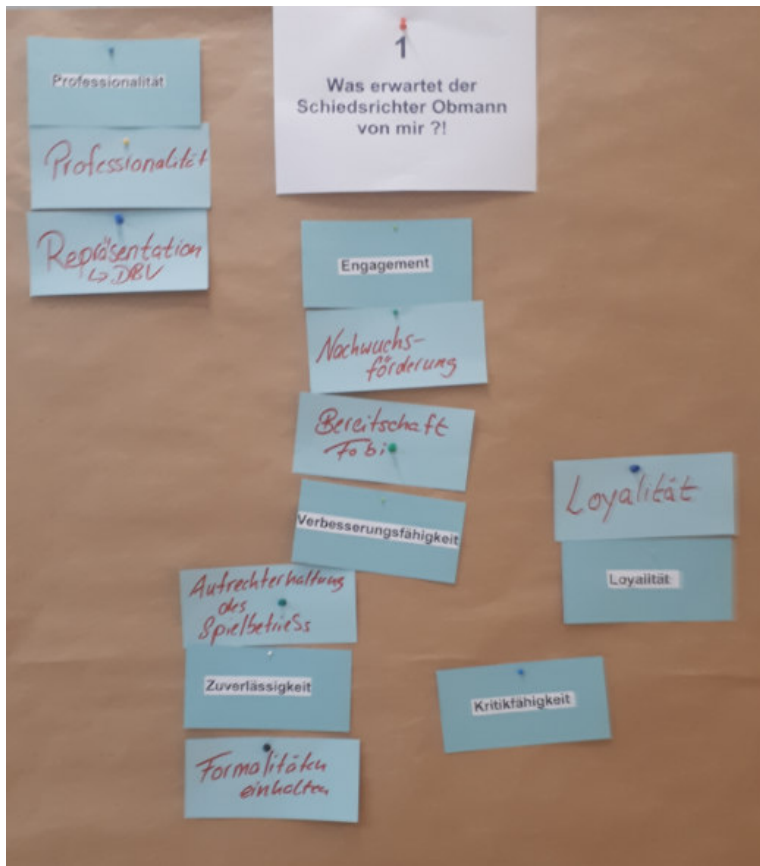 1
Was erwartet der
Schiedsrichter Obmann
von mir ?!
Professionalität
Professionalität
Repräsentation
↳ DBV
Engagement
Nachwuchs-
förderung
Bereitschaft
Fobi
Verbesserungsfähigkeit
Aufrechterhaltung
des
Spielbetriebs
Zuverlässigkeit
Formalitäten
einhalten
Loyalität
Loyalität
Kritikfähigkeit